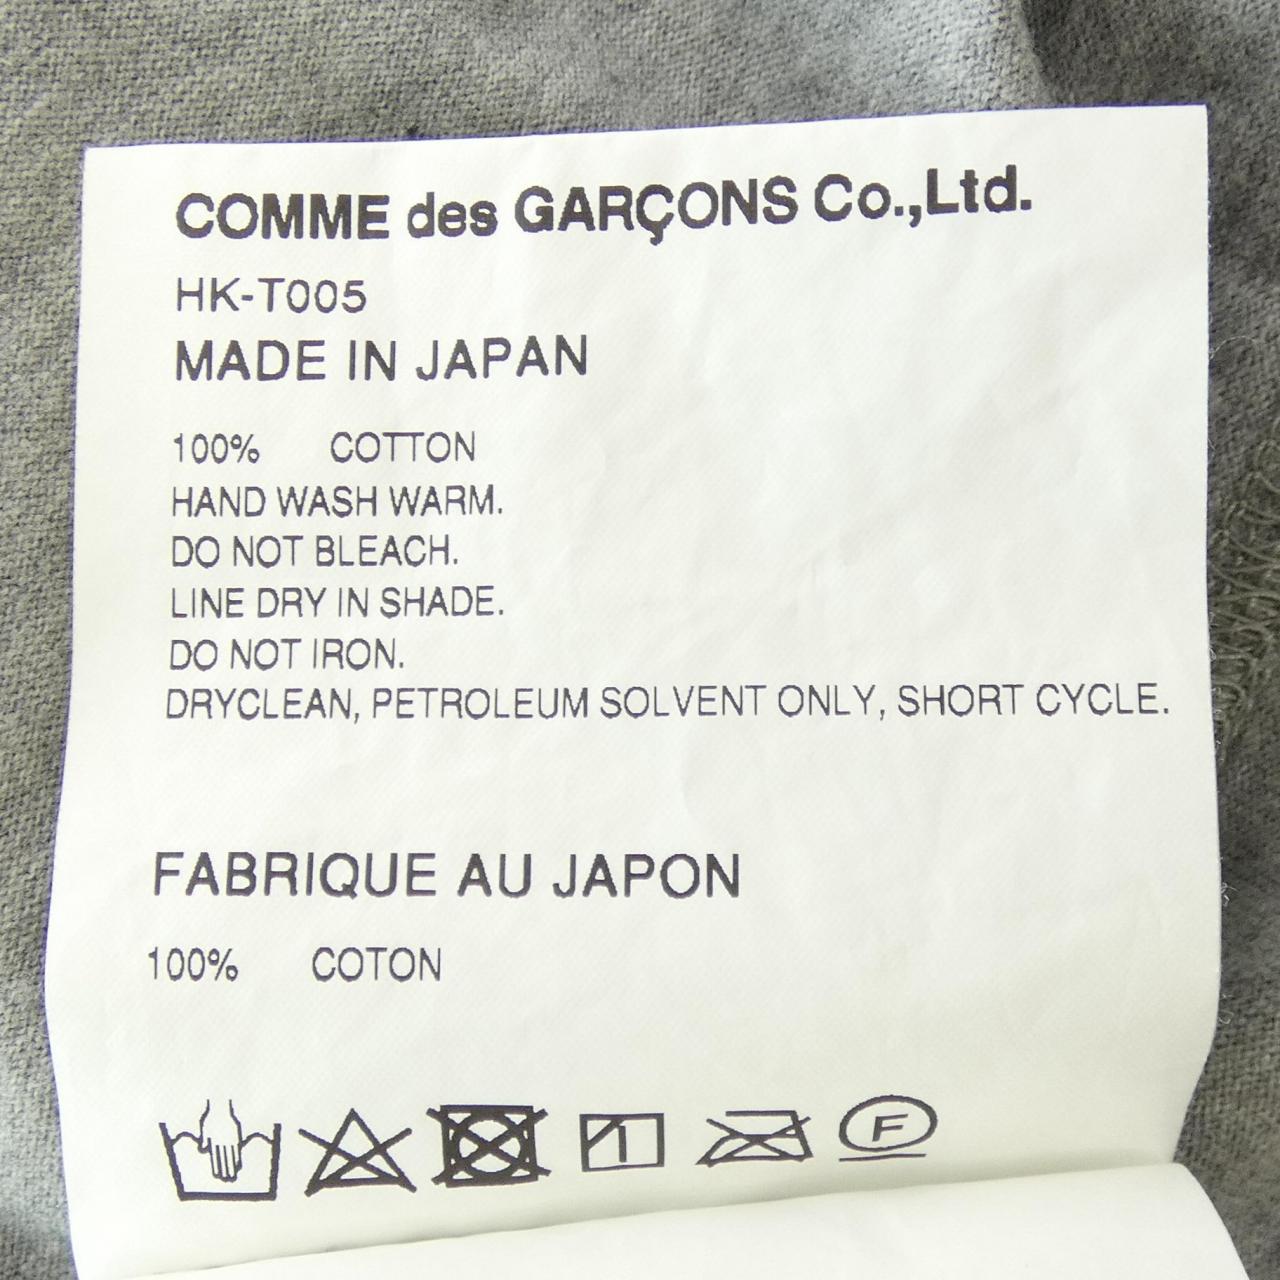 COMME des GARÇONS Co.,Ltd.
HK-T005
MADE IN JAPAN
100% COTTON
HAND WASH WARM.
DO NOT BLEACH.
LINE DRY IN SHADE.
DO NOT IRON.
DRYCLEAN, PETROLEUM SOLVENT ONLY, SHORT CYCLE.
FABRIQUE AU JAPON
100% COTON
F